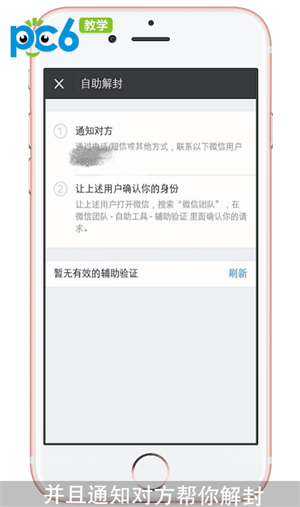 pc6 教学
× 自助解封
1 通知对方
通过电话/短信或其他方式，联系以下微信用户
2 让上述用户确认你的身份
让上述用户打开微信，搜索“微信团队”，在
微信团队 - 自助工具 - 辅助验证 里面确认你的请
求。
暂无有效的辅助验证 刷新
并且通知对方帮你解封